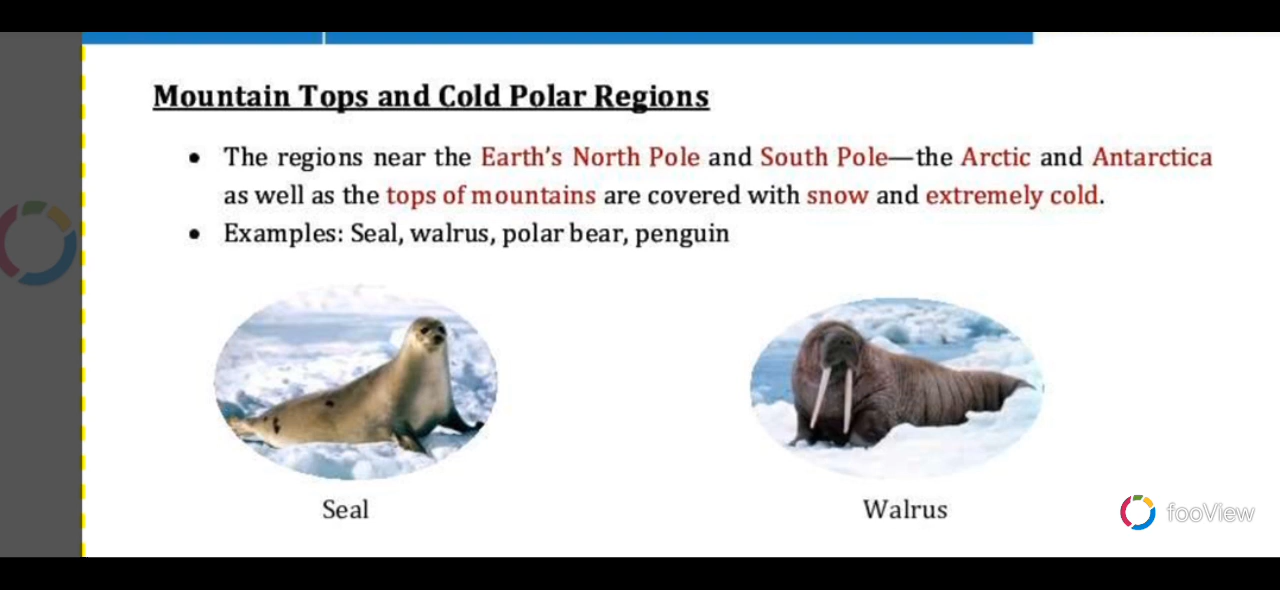 Mountain Tops and Cold Polar Regions
• The regions near the Earth's North Pole and South Pole—the Arctic and Antarctica
as well as the tops of mountains are covered with snow and extremely cold.
• Examples: Seal, walrus, polar bear, penguin
Seal
Walrus
fooView